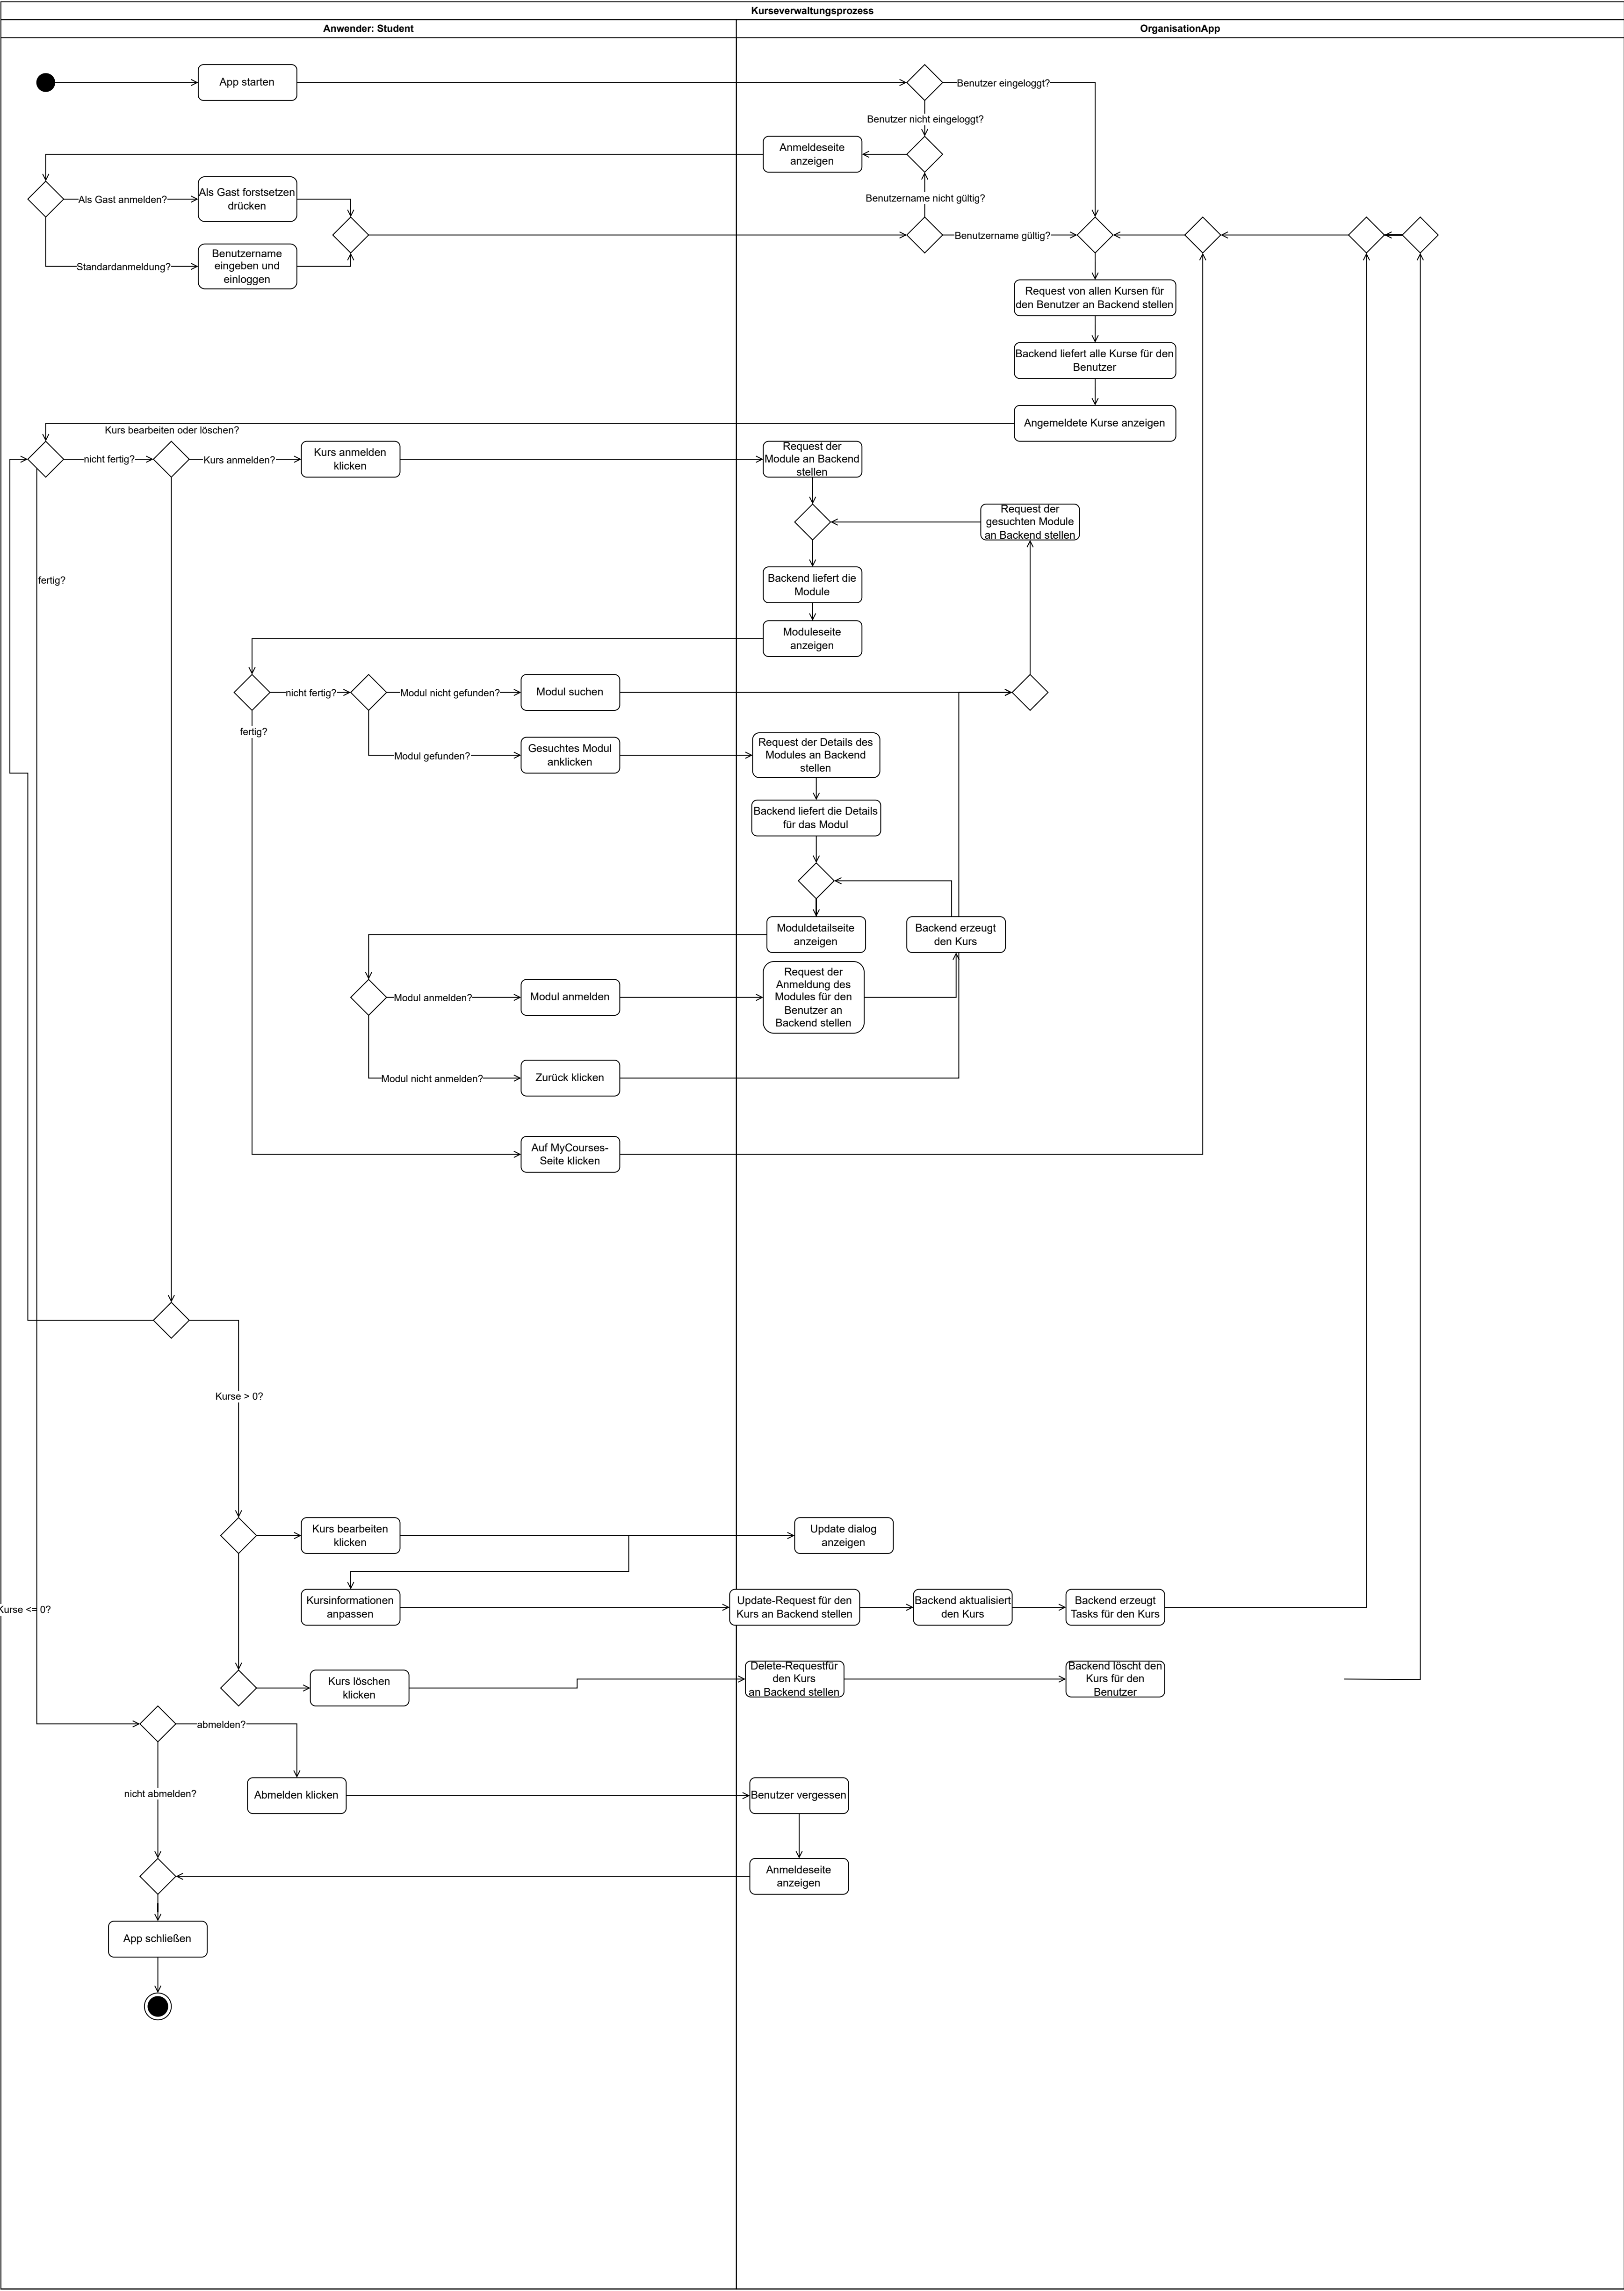 Kurseverwaltungsprozess
Anwender: Student
OrganisationApp
App starten
Benutzer eingeloggt?
Benutzer nicht eingeloggt?
Anmeldeseite
anzeigen
Als Gast anmelden?
Als Gast forstsetzen
drücken
Benutzername nicht gültig?
Benutzername gültig?
Standardanmeldung?
Benutzername
eingeben und
einloggen
Request von allen Kursen für
den Benutzer an Backend stellen
Backend liefert alle Kurse für den
Benutzer
Angemeldete Kurse anzeigen
Kurs bearbeiten oder löschen?
nicht fertig?
Kurs anmelden?
Kurs anmelden
klicken
Request der
Module an Backend
stellen
Request der
gesuchten Module
an Backend stellen
fertig?
Backend liefert die
Module
Moduleseite
anzeigen
nicht fertig?
Modul nicht gefunden?
Modul suchen
fertig?
Modul gefunden?
Gesuchtes Modul
anklicken
Request der Details des
Modules an Backend
stellen
Backend liefert die Details
für das Modul
Moduldetailseite
anzeigen
Backend erzeugt
den Kurs
Modul anmelden?
Modul anmelden
Request der
Anmeldung des
Modules für den
Benutzer an
Backend stellen
Modul nicht anmelden?
Zurück klicken
Auf MyCourses-
Seite klicken
Kurse > 0?
Kurs bearbeiten
klicken
Update dialog
anzeigen
Kurse <= 0?
Kursinformationen
anpassen
Update-Request für den
Kurs an Backend stellen
Backend aktualisiert
den Kurs
Backend erzeugt
Tasks für den Kurs
Kurs löschen
klicken
Delete-Requestfür
den Kurs
an Backend stellen
Backend löscht den
Kurs für den
Benutzer
abmelden?
nicht abmelden?
Abmelden klicken
Benutzer vergessen
Anmeldeseite
anzeigen
App schließen